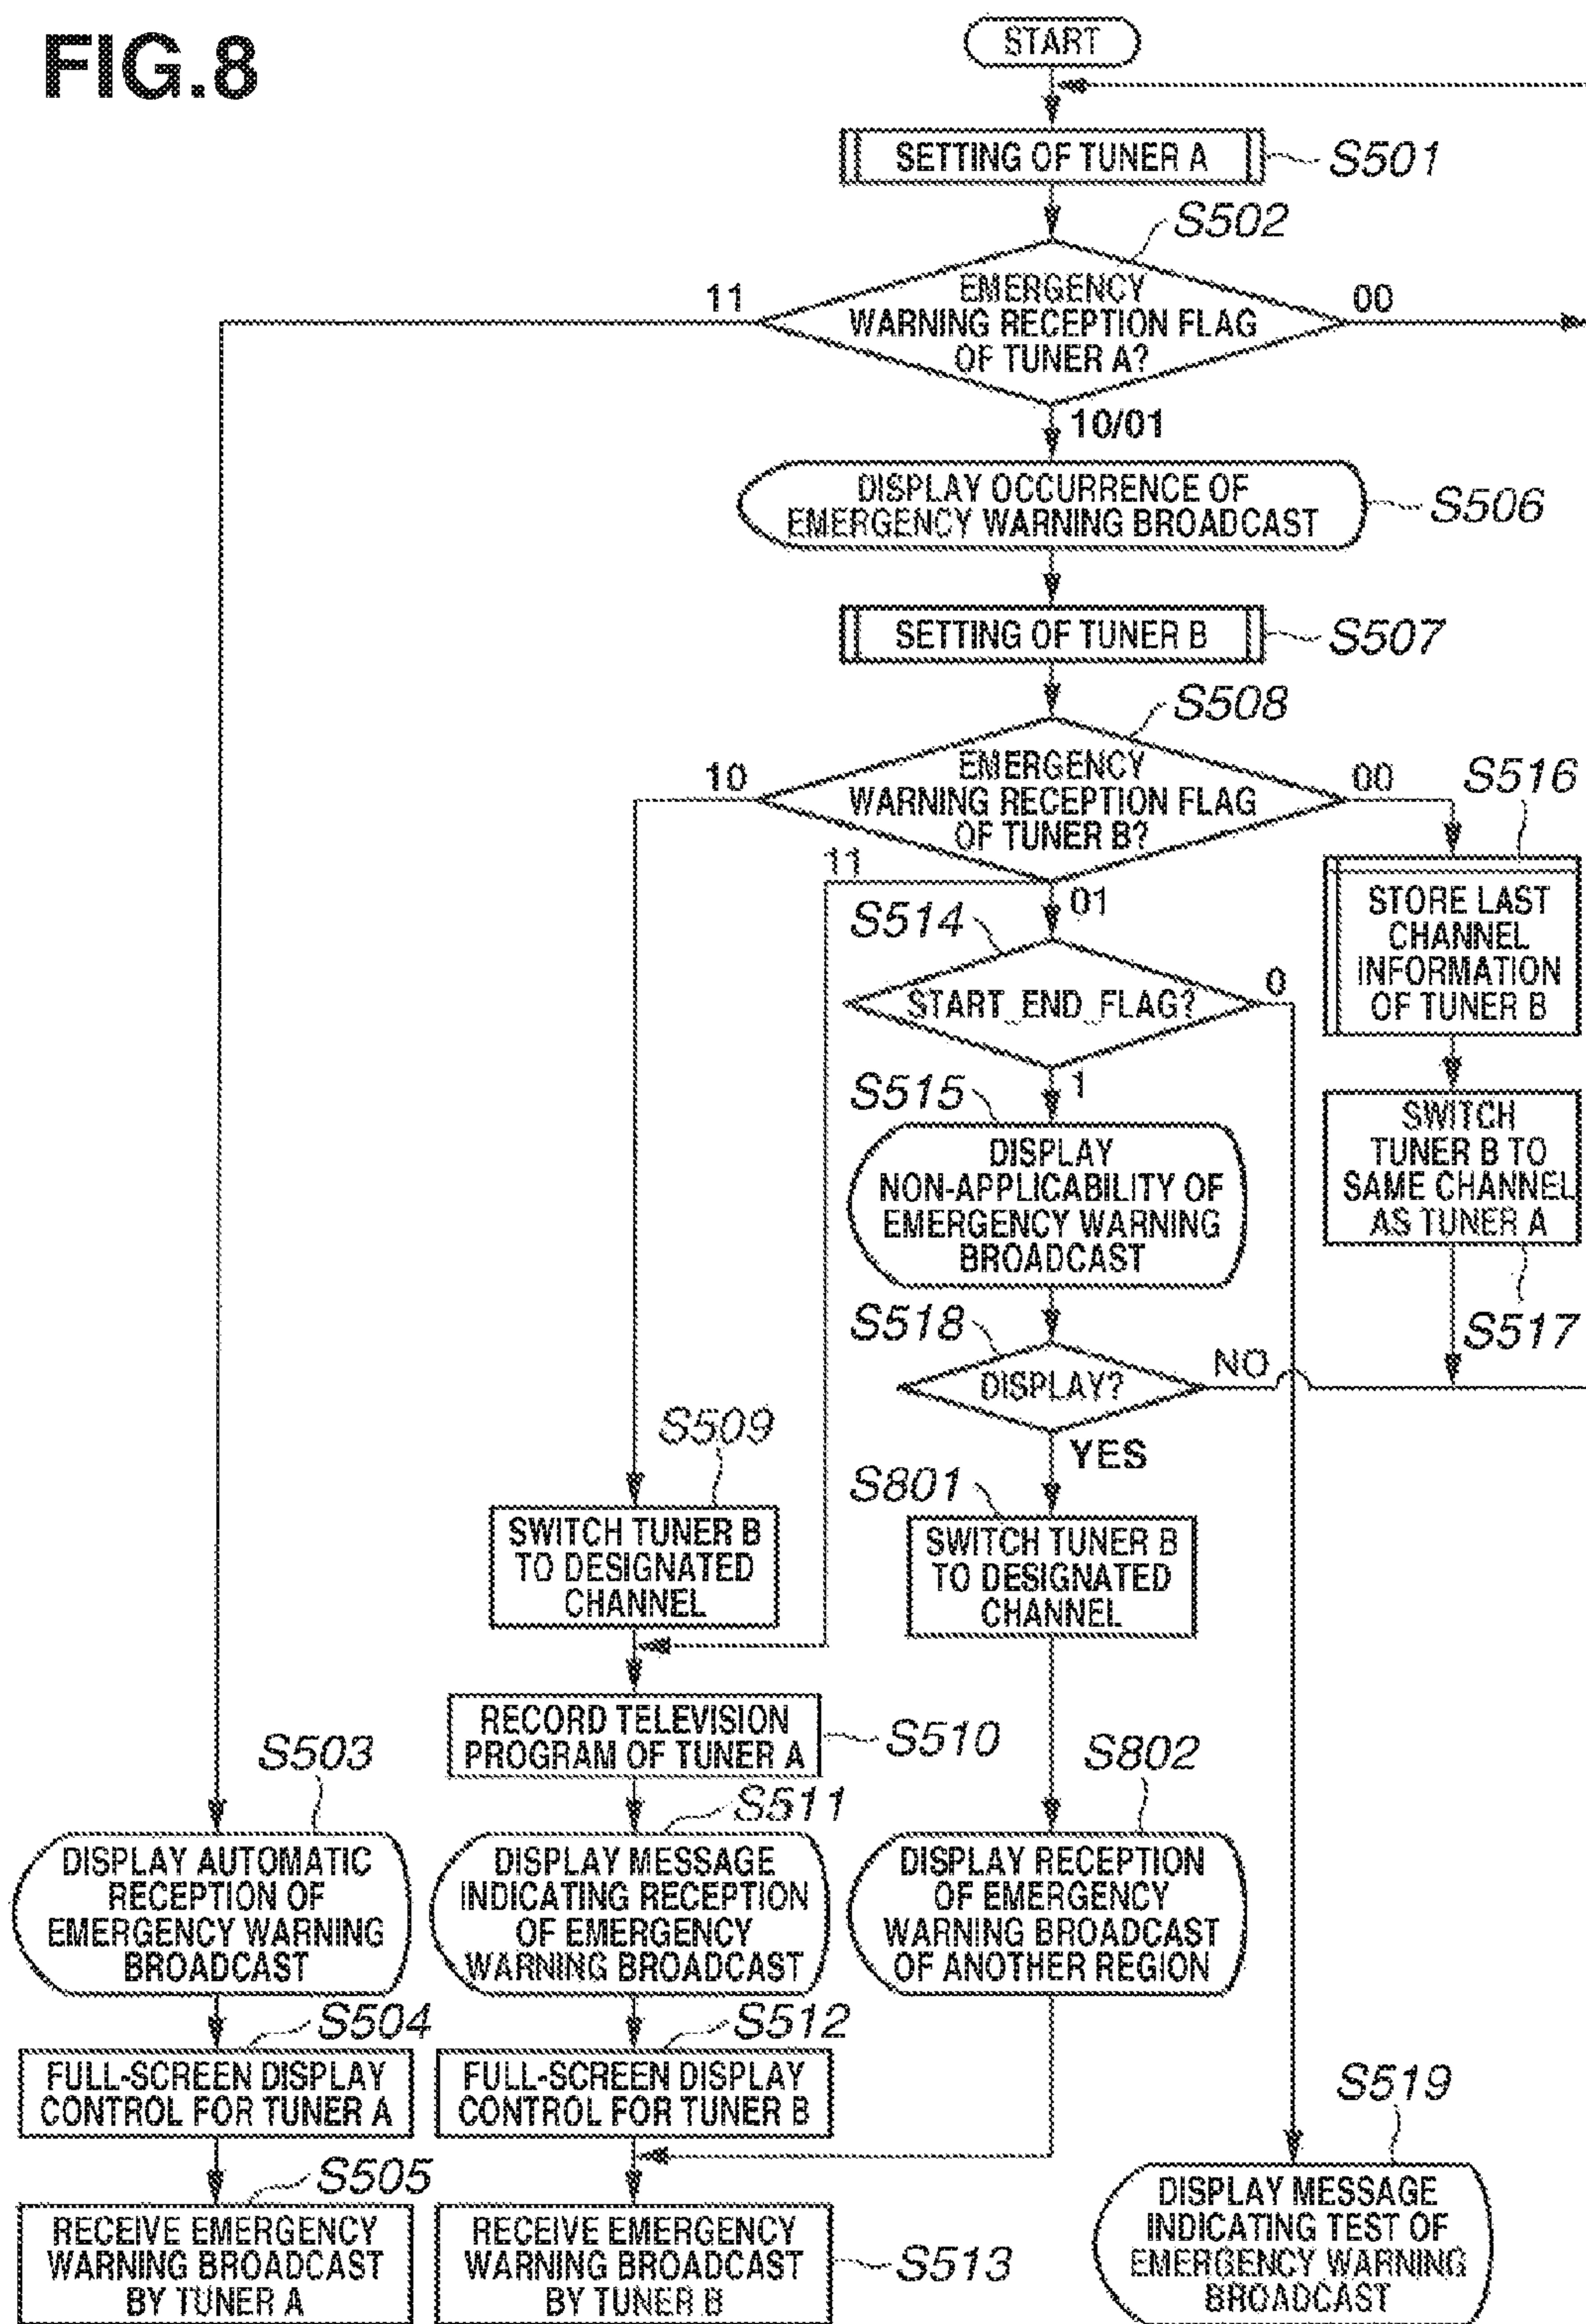 FIG.8
START
SETTING OF TUNER A
S501
S502
EMERGENCY
WARNING RECEPTION FLAG
OF TUNER A?
11
00
10/01
DISPLAY OCCURRENCE OF
EMERGENCY WARNING BROADCAST
S506
SETTING OF TUNER B
S507
S508
EMERGENCY
WARNING RECEPTION FLAG
OF TUNER B?
10
00
11
01
S516
STORE LAST
CHANNEL
INFORMATION
OF TUNER B
S514
START_END_FLAG?
0
1
SWITCH
TUNER B TO
SAME CHANNEL
AS TUNER A
S517
S515
DISPLAY
NON-APPLICABILITY OF
EMERGENCY WARNING
BROADCAST
S518
DISPLAY?
NO
YES
S509
SWITCH TUNER B
TO DESIGNATED
CHANNEL
S801
SWITCH TUNER B
TO DESIGNATED
CHANNEL
RECORD TELEVISION
PROGRAM OF TUNER A
S510
S503
DISPLAY AUTOMATIC
RECEPTION OF
EMERGENCY WARNING
BROADCAST
S511
DISPLAY MESSAGE
INDICATING RECEPTION
OF EMERGENCY
WARNING BROADCAST
S802
DISPLAY RECEPTION
OF EMERGENCY
WARNING BROADCAST
OF ANOTHER REGION
S504
FULL-SCREEN DISPLAY
CONTROL FOR TUNER A
S512
FULL-SCREEN DISPLAY
CONTROL FOR TUNER B
S505
RECEIVE EMERGENCY
WARNING BROADCAST
BY TUNER A
RECEIVE EMERGENCY
WARNING BROADCAST
BY TUNER B
S513
S519
DISPLAY MESSAGE
INDICATING TEST OF
EMERGENCY WARNING
BROADCAST